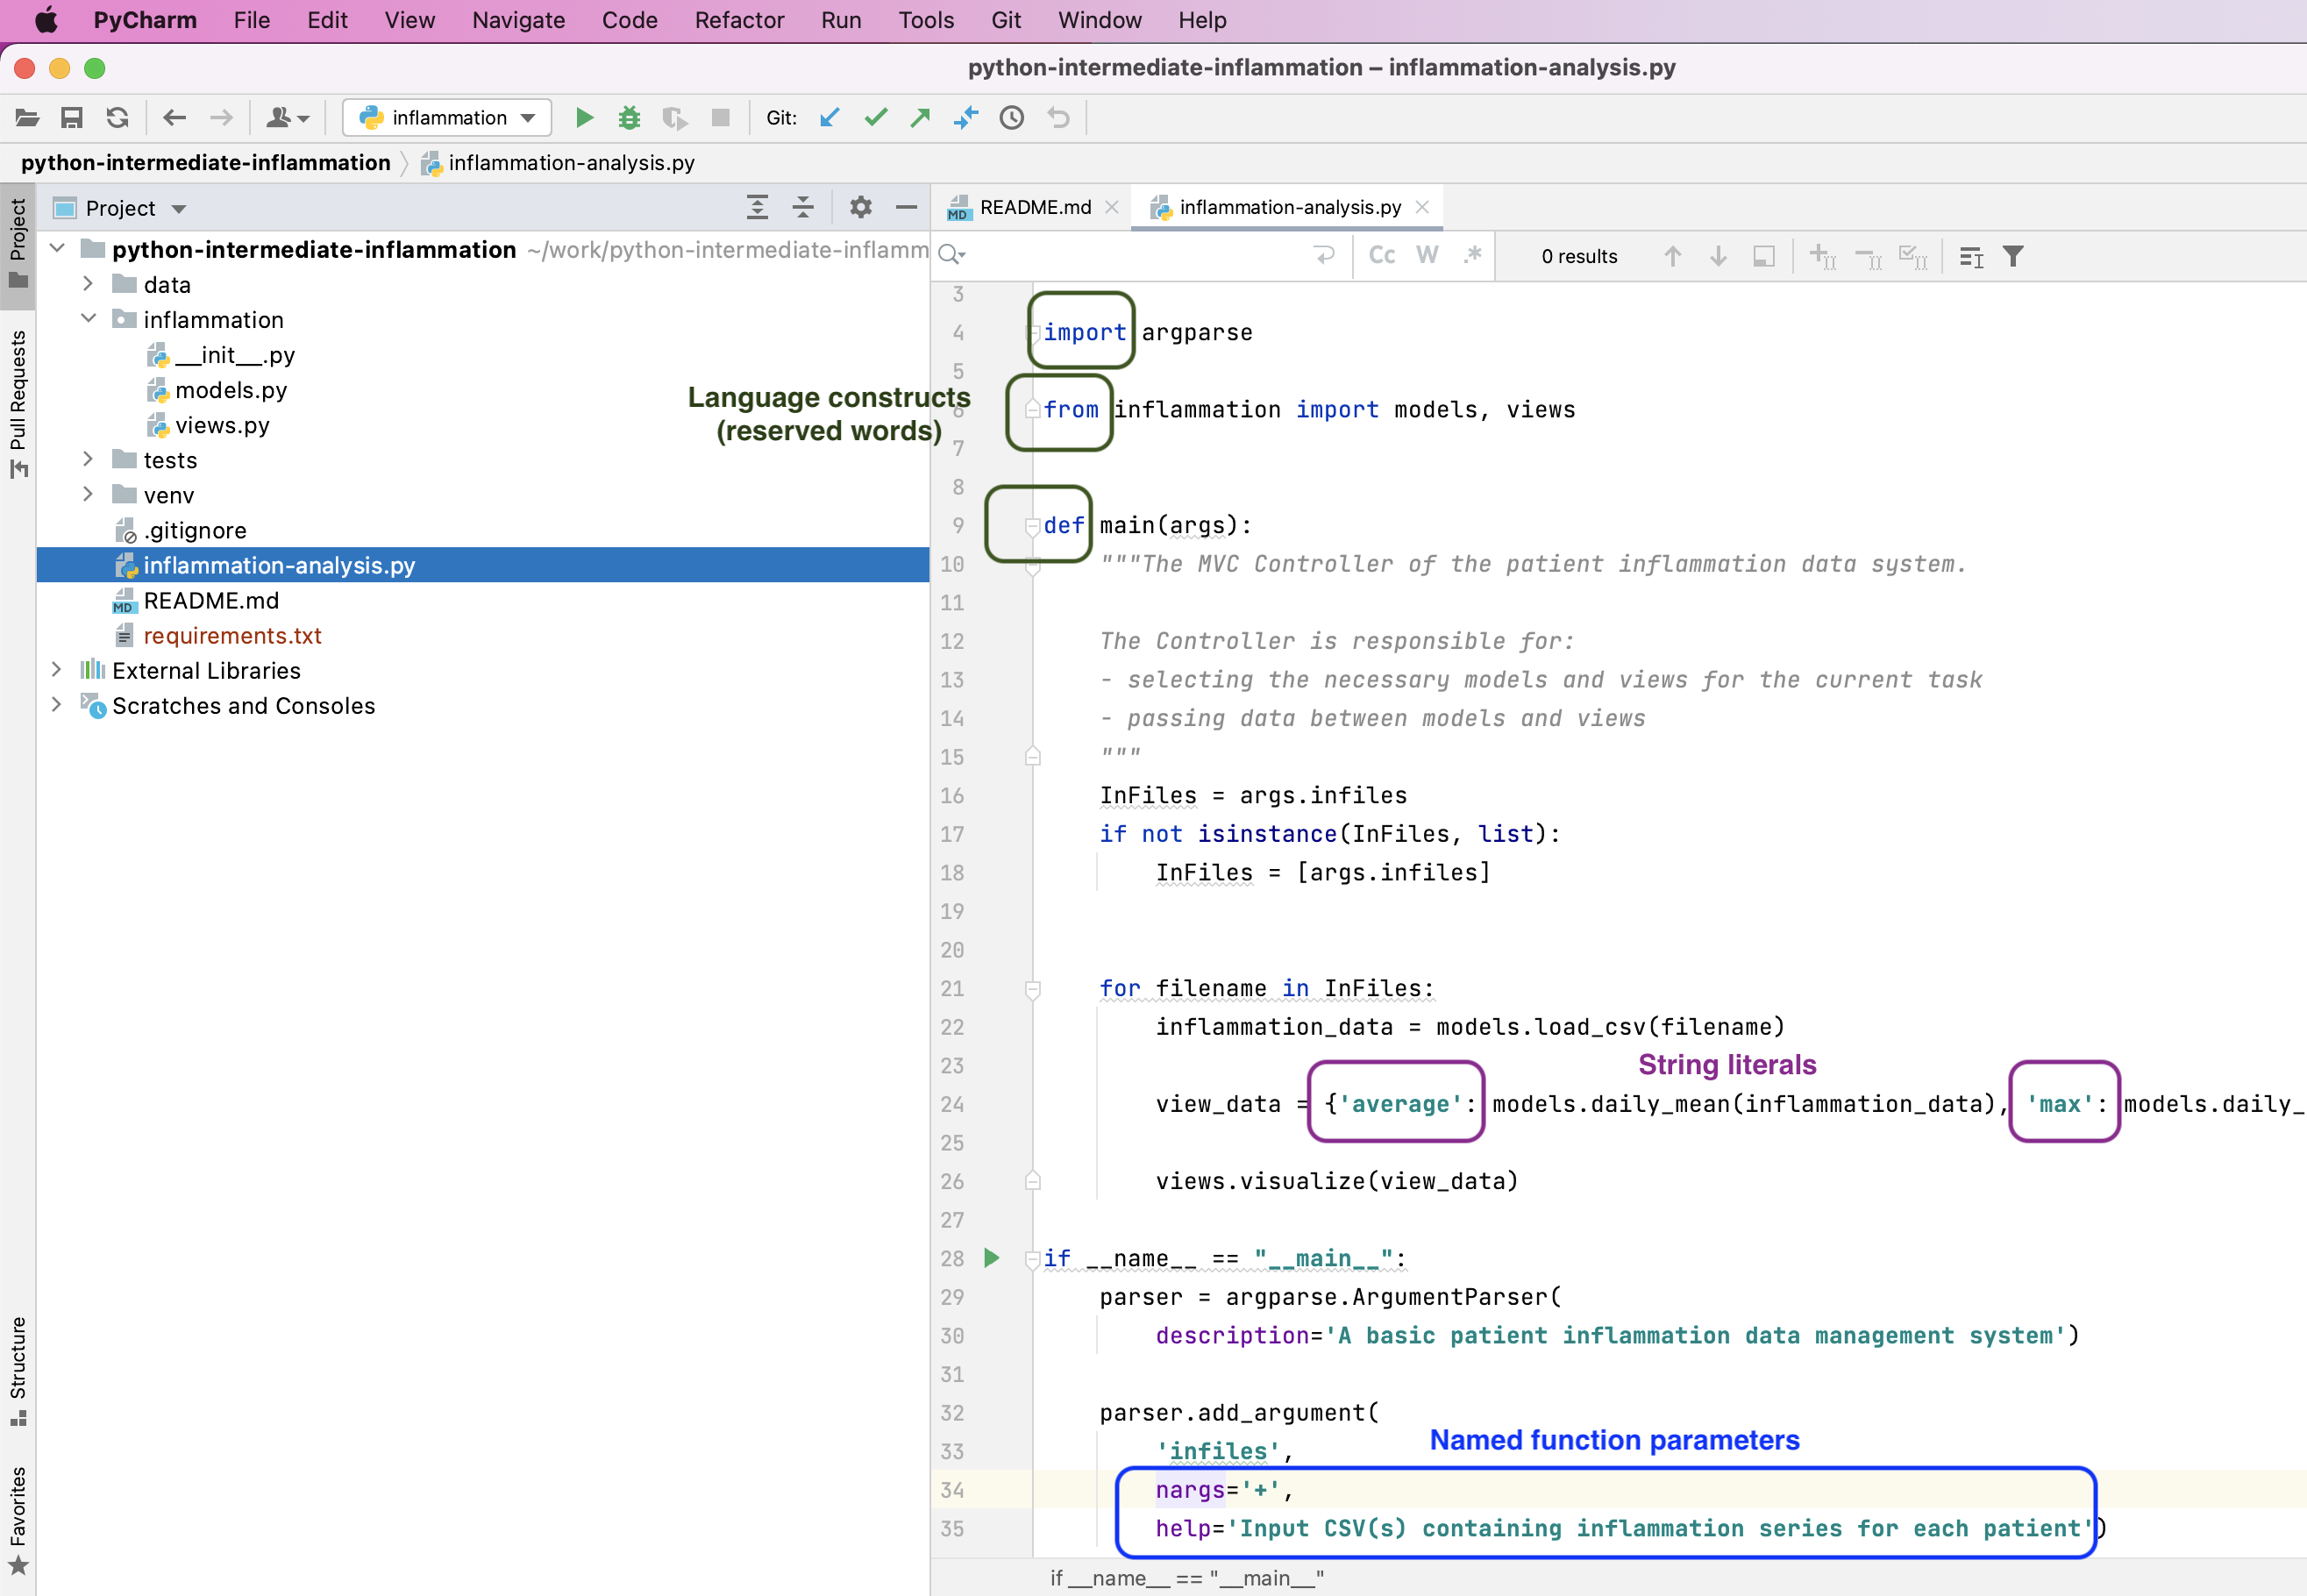 PyCharm File Edit View Navigate Code Refactor Run Tools Git Window Help
python-intermediate-inflammation – inflammation-analysis.py
inflammation Git:
python-intermediate-inflammation inflammation-analysis.py
Project
Pull Requests
Structure
Favorites
Project
python-intermediate-inflammation ~/work/python-intermediate-inflamm
data
inflammation
__init__.py
models.py
views.py
tests
venv
.gitignore
inflammation-analysis.py
MD README.md
requirements.txt
External Libraries
Scratches and Consoles
MD README.md inflammation-analysis.py
Cc W .* 0 results
3
4 import argparse
5
Language constructs
(reserved words)
6 from inflammation import models, views
7
8
9 def main(args):
10 """The MVC Controller of the patient inflammation data system.
11
12 The Controller is responsible for:
13 - selecting the necessary models and views for the current task
14 - passing data between models and views
15 """
16 InFiles = args.infiles
17 if not isinstance(InFiles, list):
18 InFiles = [args.infiles]
19
20
21 for filename in InFiles:
22 inflammation_data = models.load_csv(filename)
23
String literals
24 view_data = {'average': models.daily_mean(inflammation_data), 'max': models.daily_
25
26 views.visualize(view_data)
27
28 if __name__ == "__main__":
29 parser = argparse.ArgumentParser(
30 description='A basic patient inflammation data management system')
31
32 parser.add_argument(
Named function parameters
33 'infiles',
34 nargs='+',
35 help='Input CSV(s) containing inflammation series for each patient')
if __name__ == "__main__"